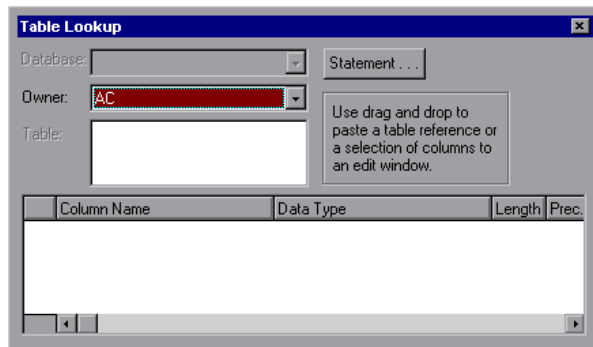 Table Lookup
Database:
Statement . . .
Owner:
AC
Use drag and drop to
paste a table reference or
a selection of columns to
an edit window.
Table:
Column Name
Data Type
Length
Prec.